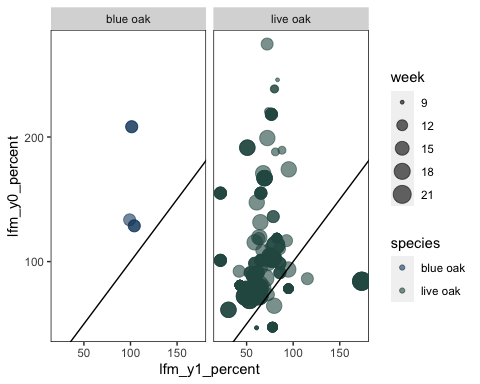 blue oak
live oak
200
100
50
100
150
50
100
150
lfm_y0_percent
lfm_y1_percent
week
9
12
15
18
21
species
blue oak
live oak